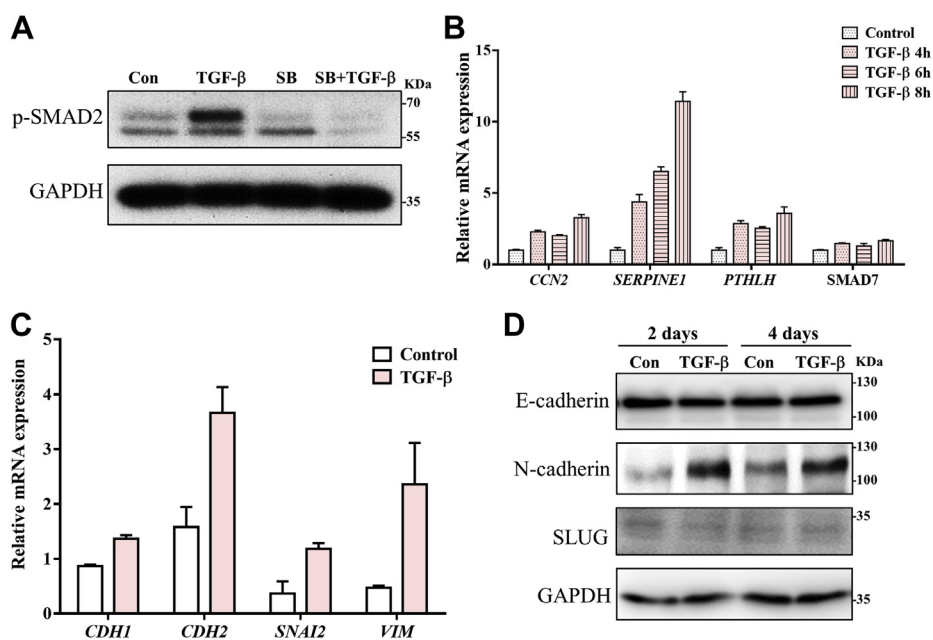 A
Con TGF-β SB SB+TGF-β KDa
p-SMAD2
70
55
GAPDH
35
B
Control
TGF-β 4h
TGF-β 6h
TGF-β 8h
Relative mRNA expression
15
10
5
0
CCN2 SERPINE1 PTHLH SMAD7
C
Control
TGF-β
Relative mRNA expression
5
4
3
2
1
0
CDH1 CDH2 SNAI2 VIM
D
2 days 4 days
Con TGF-β Con TGF-β KDa
E-cadherin
130
100
N-cadherin
130
100
SLUG
35
GAPDH
35